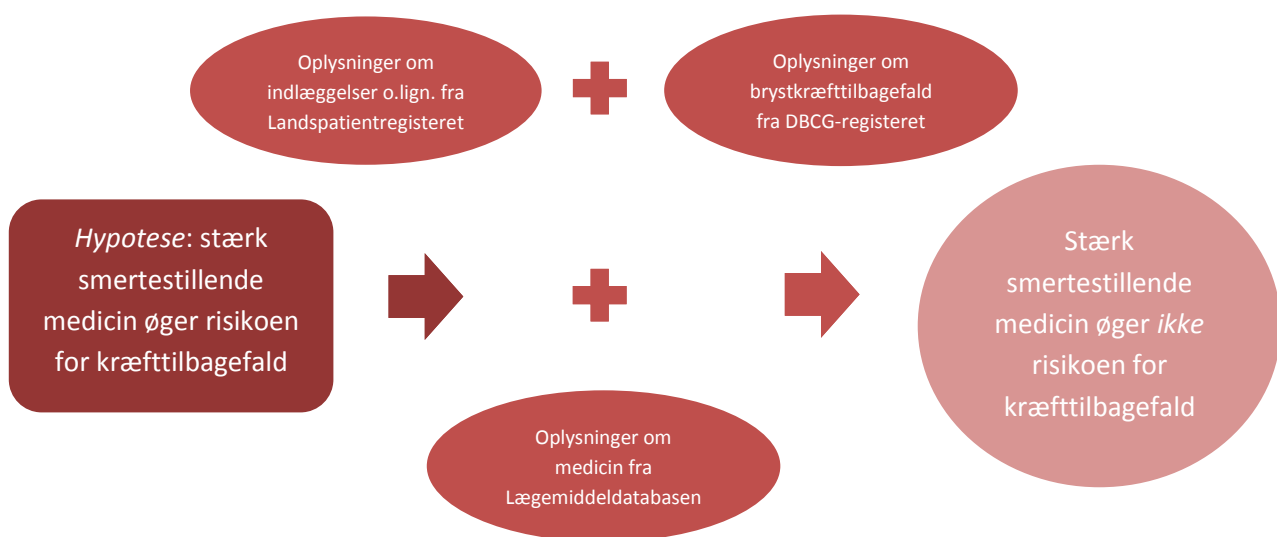 Oplysninger om
indlæggelser o.lign. fra
Landspatientregisteret
Oplysninger om
brystkræfttilbagefald
fra DBCG-registeret
Hypotese: stærk
smertestillende
medicin øger risikoen
for kræfttilbagefald
Oplysninger om
medicin fra
Lægemiddeldatabasen
Stærk
smertestillende
medicin øger ikke
risikoen for
kræfttilbagefald